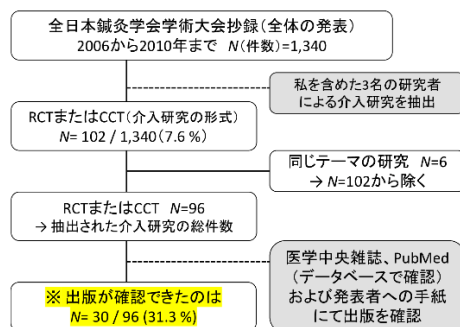 全日本鍼灸学会学術大会抄録（全体の発表）
2006から2010年まで N（件数）=1,340
私を含めた3名の研究者
による介入研究を抽出
RCTまたはCCT（介入研究の形式）
N= 102 / 1,340（7.6 %）
同じテーマの研究 N=6
→ N=102から除く
RCTまたはCCT N=96
→ 抽出された介入研究の総件数
医学中央雑誌、PubMed
（データベースで確認）
および発表者への手紙
にて出版を確認
※ 出版が確認できたのは
N= 30 / 96 (31.3 %)